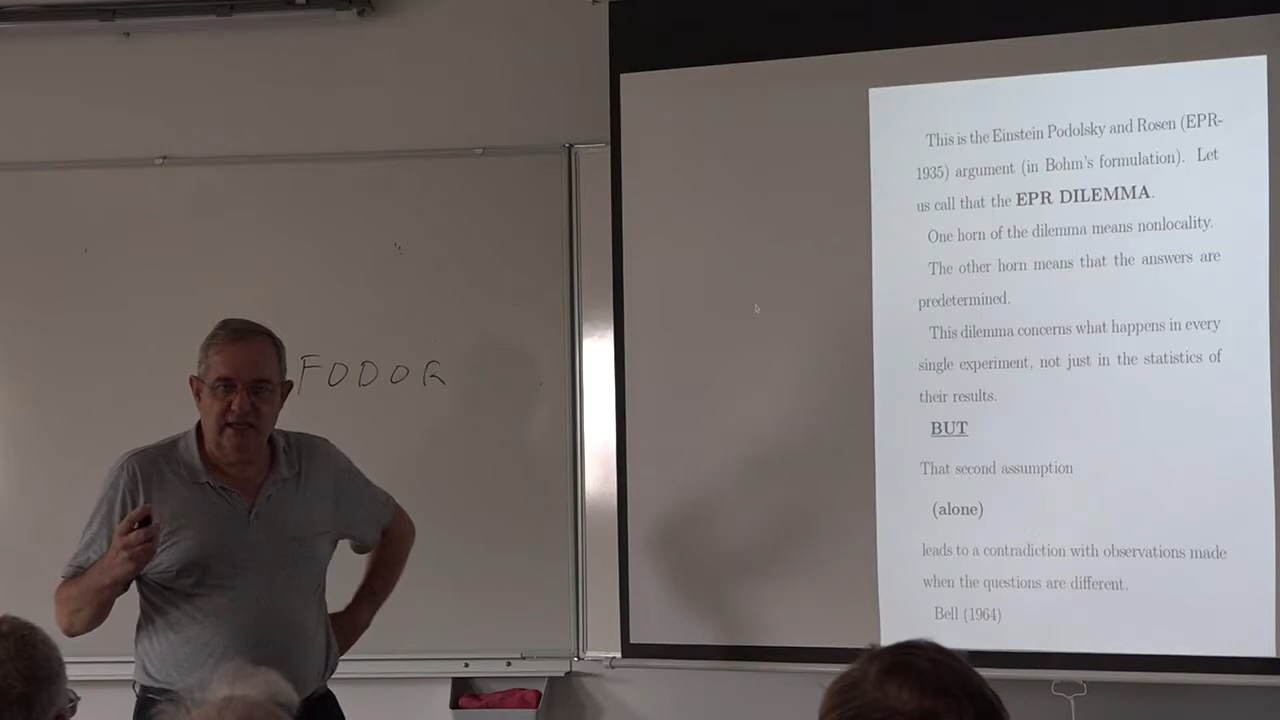 FODOR
This is the Einstein Podolsky and Rosen (EPR-
1935) argument (in Bohm's formulation). Let
us call that the EPR DILEMMA.
One horn of the dilemma means nonlocality.
The other horn means that the answers are
predetermined.
This dilemma concerns what happens in every
single experiment, not just in the statistics of
their results.
BUT
That second assumption
(alone)
leads to a contradiction with observations made
when the questions are different.
Bell (1964)